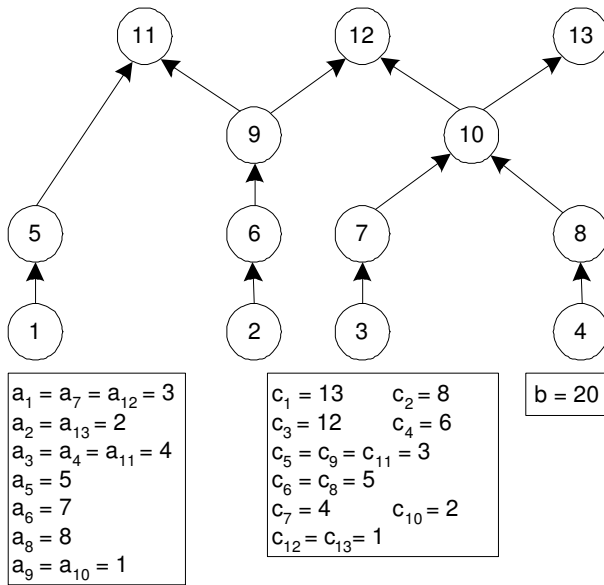 11 12 13
9 10
5 6 7 8
1 2 3 4
a₁ = a₇ = a₁₂ = 3
a₂ = a₁₃ = 2
a₃ = a₄ = a₁₁ = 4
a₅ = 5
a₆ = 7
a₈ = 8
a₉ = a₁₀ = 1
c₁ = 13 c₂ = 8
c₃ = 12 c₄ = 6
c₅ = c₉ = c₁₁ = 3
c₆ = c₈ = 5
c₇ = 4 c₁₀ = 2
c₁₂ = c₁₃ = 1
b = 20